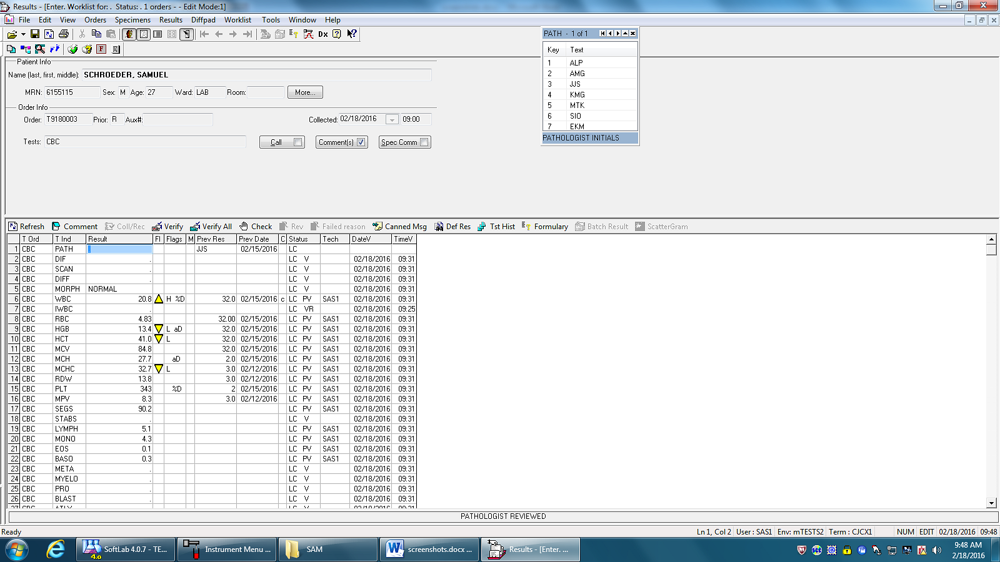 Results - [Enter. Worklist for: . Status: . 1 orders - - Edit Mode:1]
File Edit View Orders Specimens Results Diffpad Worklist Tools Window Help
Dx
F
PATH - 1 of 1
Key Text
1 ALP
2 AMG
3 JJS
4 KMG
5 MTK
6 SIO
7 EKM
PATHOLOGIST INITIALS
Patient Info
Name (last, first, middle): SCHROEDER, SAMUEL
MRN: 6155115 Sex: M Age: 27 Ward: LAB Room: More...
Order Info
Order: T9180003 Prior: R Aux#: Collected: 02/18/2016 09:00
Tests: CBC Call Comment(s) Spec Comm
Refresh Comment Coll/Rec Verify Verify All Check Rev Failed reason Canned Msg Def Res Tst Hist Formulary Batch Result ScatterGram
T Ord T Ind Result Fl Flags M Prev Res Prev Date C Status Tech DateV TimeV
1 CBC PATH . JJS 02/15/2016 LC
2 CBC DIF . LC V 02/18/2016 09:31
3 CBC SCAN . LC V 02/18/2016 09:31
4 CBC DIFF . LC V 02/18/2016 09:31
5 CBC MORPH NORMAL LC V 02/18/2016 09:31
6 CBC WBC 20.8 H %D 32.0 02/15/2016 c LC PV SAS1 02/18/2016 09:31
7 CBC IWBC . LC VR 02/18/2016 09:25
8 CBC RBC 4.83 32.00 02/15/2016 LC PV SAS1 02/18/2016 09:31
9 CBC HGB 13.4 L aD 32.0 02/15/2016 LC PV SAS1 02/18/2016 09:31
10 CBC HCT 41.0 L 32.0 02/15/2016 LC PV SAS1 02/18/2016 09:31
11 CBC MCV 84.8 32.0 02/15/2016 LC PV SAS1 02/18/2016 09:31
12 CBC MCH 27.7 aD 2.0 02/15/2016 LC PV SAS1 02/18/2016 09:31
13 CBC MCHC 32.7 L 3.0 02/12/2016 LC PV SAS1 02/18/2016 09:31
14 CBC RDW 13.8 3.0 02/12/2016 LC PV SAS1 02/18/2016 09:31
15 CBC PLT 343 %D 2 02/15/2016 LC PV SAS1 02/18/2016 09:31
16 CBC MPV 8.3 3.0 02/12/2016 LC PV SAS1 02/18/2016 09:31
17 CBC SEGS 90.2 LC PV SAS1 02/18/2016 09:31
18 CBC STABS . LC V 02/18/2016 09:31
19 CBC LYMPH 5.1 LC PV SAS1 02/18/2016 09:31
20 CBC MONO 4.3 LC PV SAS1 02/18/2016 09:31
21 CBC EOS 0.1 LC PV SAS1 02/18/2016 09:31
22 CBC BASO 0.3 LC PV SAS1 02/18/2016 09:31
23 CBC META . LC V 02/18/2016 09:31
24 CBC MYELO . LC V 02/18/2016 09:31
25 CBC PRO . LC V 02/18/2016 09:31
26 CBC BLAST . LC V 02/18/2016 09:31
PATHOLOGIST REVIEWED
Ready Ln 1, Col 2 User : SAS1 Env: mTESTS2 Term : CJCX1 NUM EDIT 02/18/2016 09:48
4.0 SoftLab 4.0.7 - TE... Instrument Menu ... SAM screenshots.docx ... Results - [Enter. ... 9:48 AM
2/18/2016